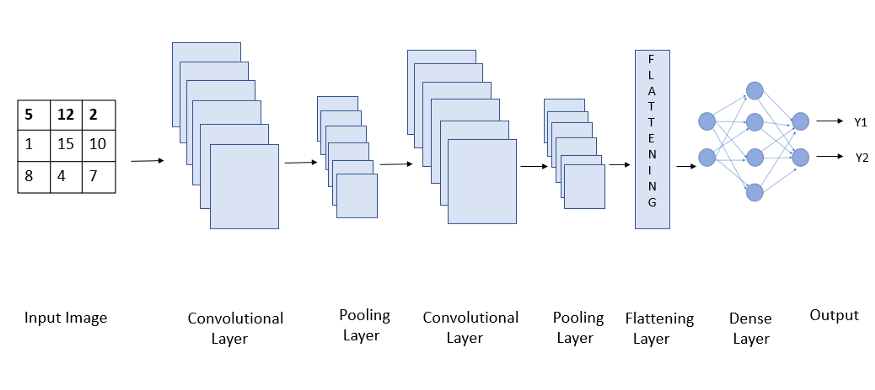 5 12 2
1 15 10
8 4 7
F
L
A
T
T
E
N
I
N
G
Y1
Y2
Input Image
Convolutional
Layer
Pooling
Layer
Convolutional
Layer
Pooling
Layer
Flattening
Layer
Dense
Layer
Output